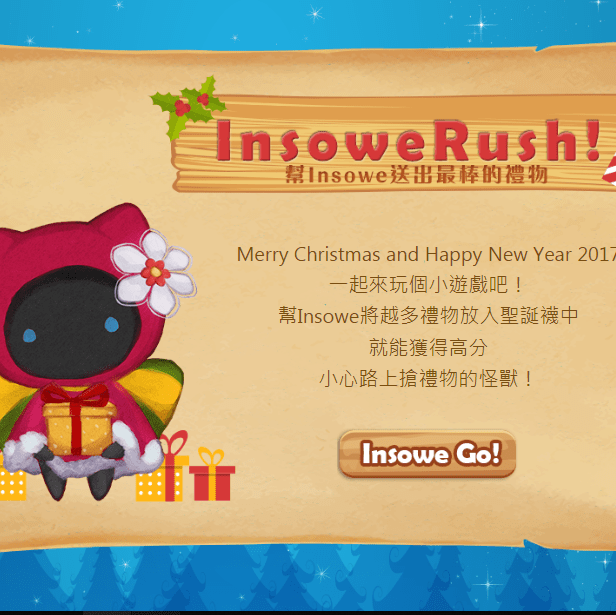 InsoweRush!
幫Insowe送出最棒的禮物
Merry Christmas and Happy New Year 2017
一起來玩個小遊戲吧！
幫Insowe將越多禮物放入聖誕襪中
就能獲得高分
小心路上搶禮物的怪獸！
Insowe Go!